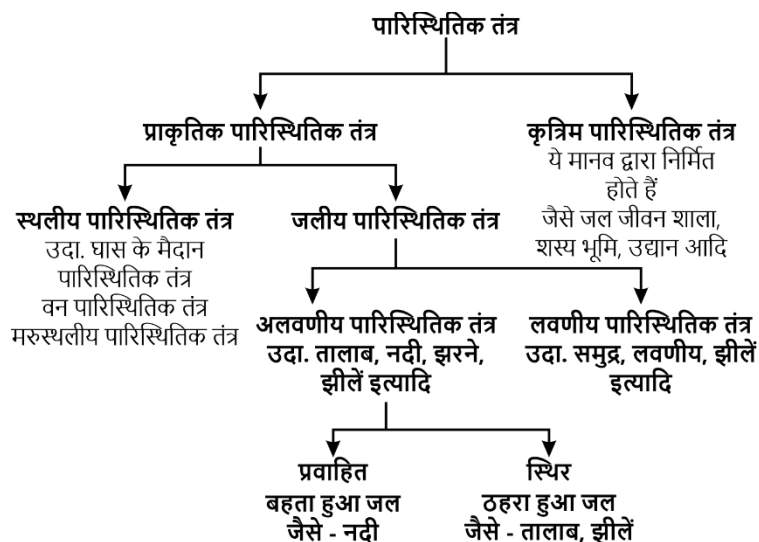 पारिस्थितिक तंत्र
प्राकृतिक पारिस्थितिक तंत्र
कृत्रिम पारिस्थितिक तंत्र
ये मानव द्वारा निर्मित
होते हैं
जैसे जल जीवन शाला,
शस्य भूमि, उद्यान आदि
स्थलीय पारिस्थितिक तंत्र
उदा. घास के मैदान
पारिस्थितिक तंत्र
वन पारिस्थितिक तंत्र
मरुस्थलीय पारिस्थितिक तंत्र
जलीय पारिस्थितिक तंत्र
अलवणीय पारिस्थितिक तंत्र
उदा. तालाब, नदी, झरने,
झीलें इत्यादि
लवणीय पारिस्थितिक तंत्र
उदा. समुद्र, लवणीय, झीलें
इत्यादि
प्रवाहित
बहता हुआ जल
जैसे - नदी
स्थिर
ठहरा हुआ जल
जैसे - तालाब, झीलें